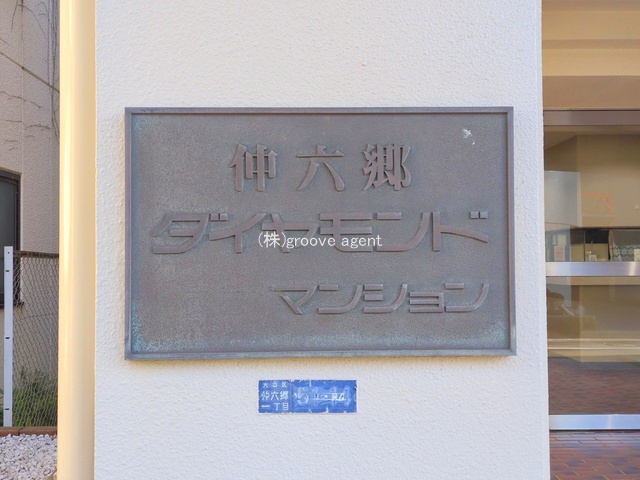 仲六郷
ダイヤモンド
(株)groove agent
マンション
大田区
仲六郷
一丁目